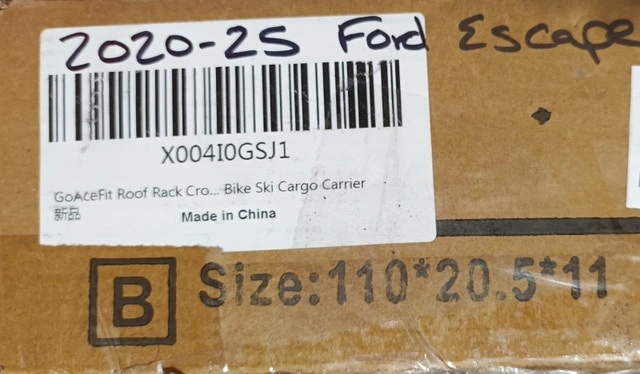 2020-25 Ford Escape
X004I0GSJ1
GoAceFit Roof Rack Cro... Bike Ski Cargo Carrier
新品
Made in China
B
Size:110*20.5*11